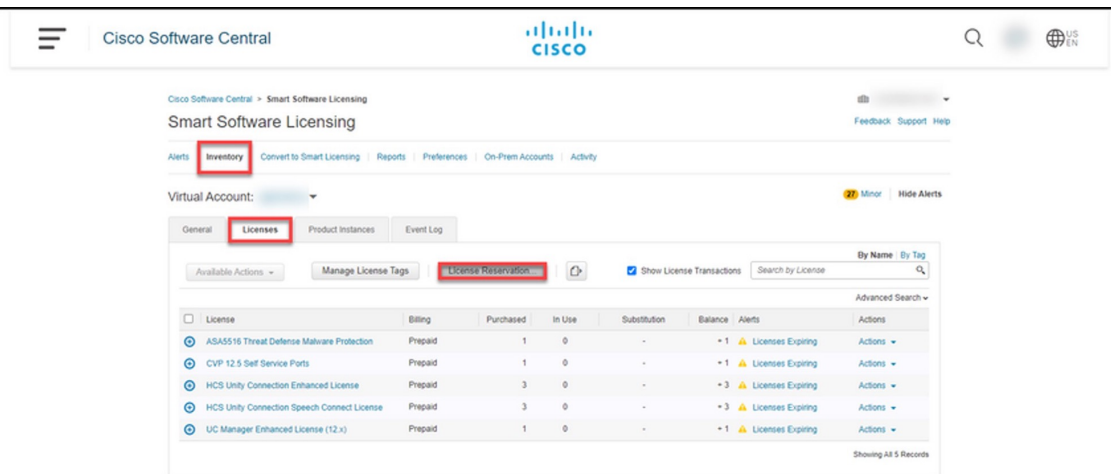 Cisco Software Central
CISCO
US
EN
Cisco Software Central > Smart Software Licensing
Smart Software Licensing
Feedback Support Help
Alerts Inventory Convert to Smart Licensing Reports Preferences On-Prem Accounts Activity
Virtual Account:
27 Minor Hide Alerts
General Licenses Product Instances Event Log
By Name By Tag
Available Actions Manage License Tags License Reservation... Show License Transactions Search by License
Advanced Search
License Billing Purchased In Use Substitution Balance Alerts Actions
ASA5516 Threat Defense Malware Protection Prepaid 1 0 - + 1 Licenses Expiring Actions
CVP 12.5 Self Service Ports Prepaid 1 0 - + 1 Licenses Expiring Actions
HCS Unity Connection Enhanced License Prepaid 3 0 - + 3 Licenses Expiring Actions
HCS Unity Connection Speech Connect License Prepaid 3 0 - + 3 Licenses Expiring Actions
UC Manager Enhanced License (12.x) Prepaid 1 0 - + 1 Licenses Expiring Actions
Showing All 5 Records